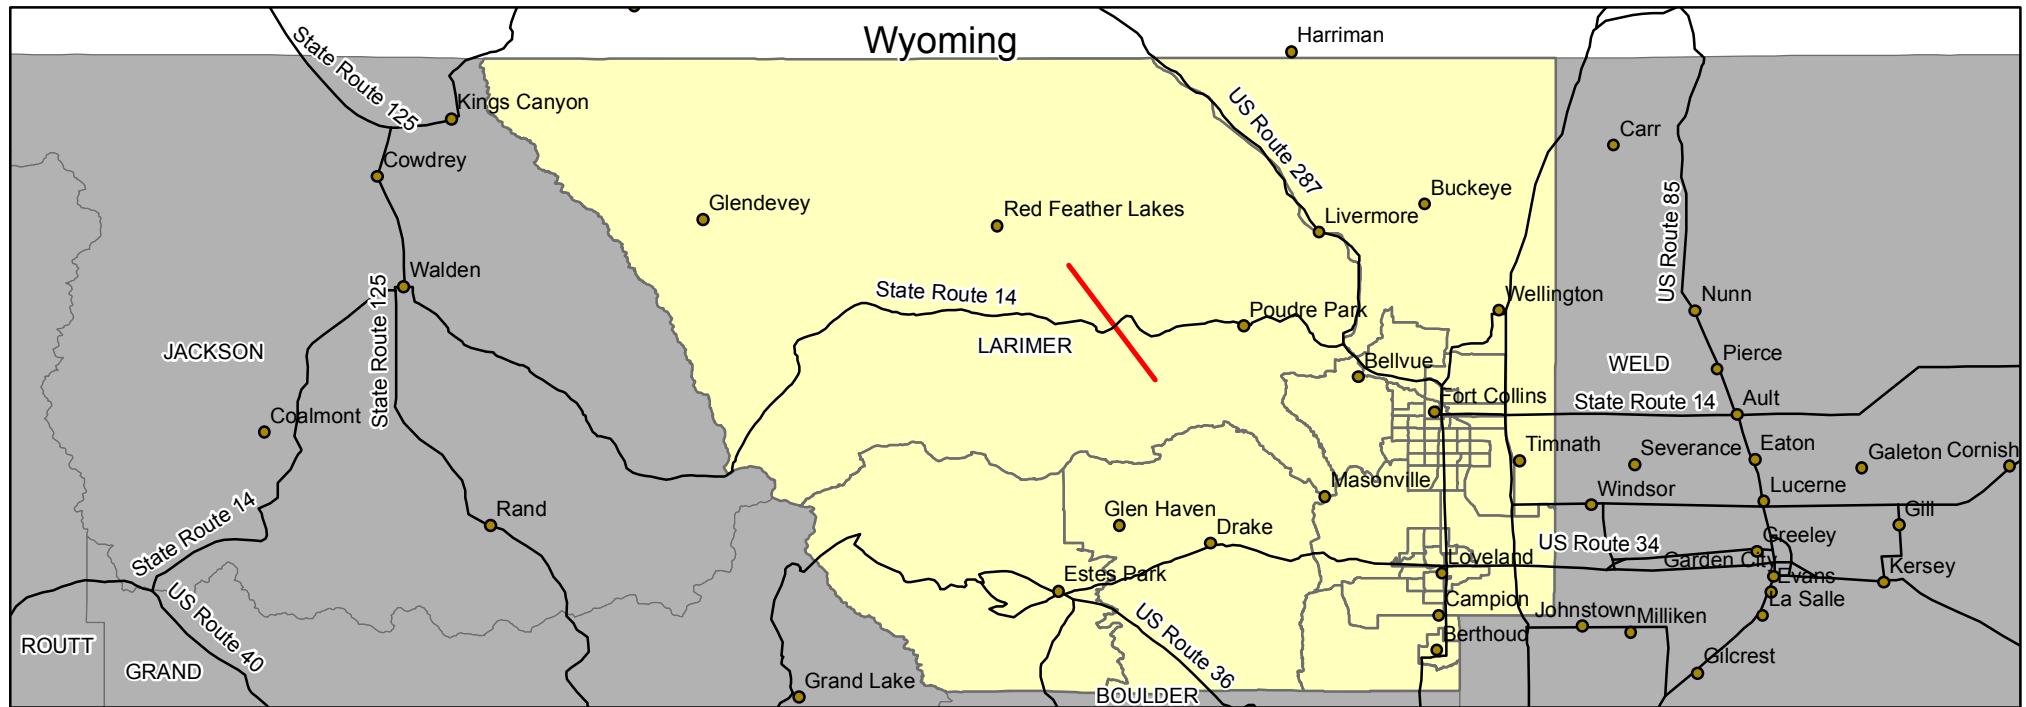 Wyoming
Harriman
State Route 125
Kings Canyon
US Route 287
Carr
Cowdrey
Buckeye
Glendevey
Red Feather Lakes
Livermore
US Route 85
Walden
State Route 14
Wellington
Nunn
State Route 125
Poudre Park
JACKSON
LARIMER
Bellvue
WELD
Pierce
Coalmont
Fort Collins
State Route 14
Ault
Timnath
Severance
Eaton
Galeton
Cornish
Masonville
Windsor
Lucerne
State Route 14
Rand
Glen Haven
Drake
Gill
US Route 34
Greeley
Loveland
Garden City
Estes Park
Evans
Kersey
US Route 40
Campion
La Salle
Johnstown
Milliken
US Route 36
Berthoud
ROUTT
GRAND
Gilcrest
Grand Lake
BOULDER